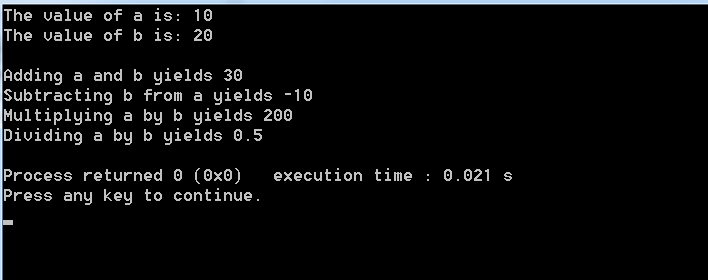 The value of a is: 10
The value of b is: 20
Adding a and b yields 30
Subtracting b from a yields -10
Multiplying a by b yields 200
Dividing a by b yields 0.5
Process returned 0 (0x0)   execution time : 0.021 s
Press any key to continue.